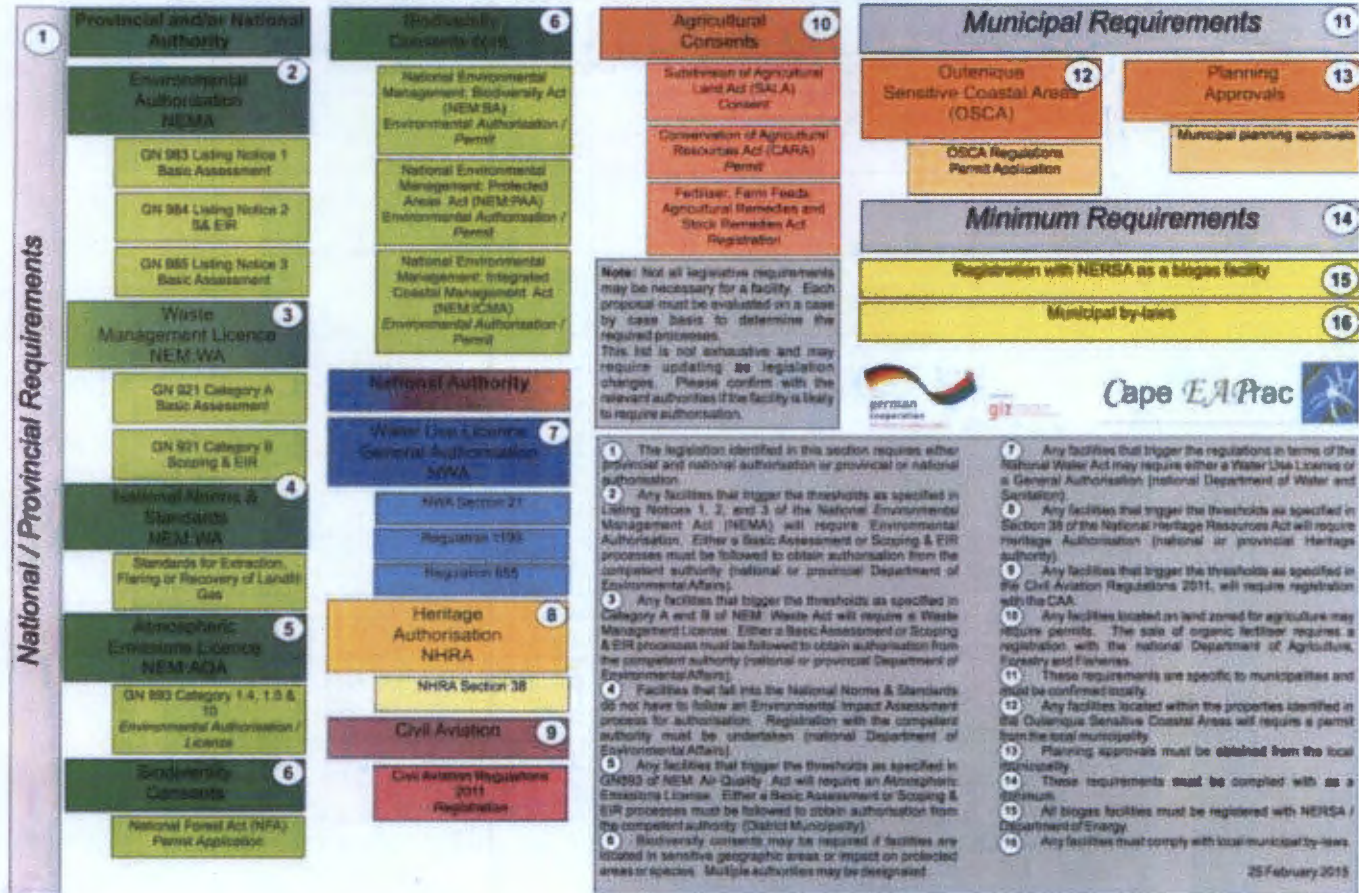 National / Provincial Requirements
1
Provincial and/or National
Authority
Environmental
Authorisation
NEMA
2
GN 983 Listing Notice 1
Basic Assessment
GN 984 Listing Notice 2
S& EIR
GN 985 Listing Notice 3
Basic Assessment
Waste
Management Licence
NEM:WA
3
GN 921 Category A
Basic Assessment
GN 921 Category B
Scoping & EIR
National Norms &
Standards
NEM:WA
4
Standards for Extraction,
Flaring or Recovery of Landfill
Gas
Atmospheric
Emissions Licence
NEM:AQA
5
GN 893 Category 1.4, 1.6 &
10
Environmental Authorisation /
License
Biodiversity
Consents
6
National Forest Act (NFA)
Permit Application
Biodiversity
Consents cont.
6
National Environmental
Management: Biodiversity Act
(NEM:BA)
Environmental Authorisation /
Permit
National Environmental
Management: Protected
Areas Act (NEM:PAA)
Environmental Authorisation /
Permit
National Environmental
Management: Integrated
Coastal Management Act
(NEM:ICMA)
Environmental Authorisation /
Permit
National Authority
Water Use Licence
General Authorisation
NWA
7
NWA Section 21
Regulation
Regulation
Heritage
Authorisation
NHRA
8
NHRA Section 38
Civil Aviation
9
Civil Aviation Regulations
2011
Registration
Agricultural
Consents
10
Subdivision of Agricultural
Land Act (SALA)
Consent
Conservation of Agricultural
Resources Act (CARA)
Permit
Fertiliser, Farm Feeds,
Agricultural Remedies and
Stock Remedies Act
Registration
Note: Not all legislative requirements
may be necessary for a facility. Each
proposal must be evaluated on a case
by case basis to determine the
required processes.
This list is not exhaustive and may
require updating as legislation
changes. Please confirm with the
relevant authorities if the facility is likely
to require authorisation.
Municipal Requirements
11
Outenique
Sensitive Coastal Areas
(OSCA)
12
OSCA Regulations
Permit Application
Planning
Approvals
13
Municipal planning approvals
Minimum Requirements
14
Registration with NERSA as a biogas facility
15
Municipal by-laws
16
german
cooperation
giz
Cape EAPrac
1 The legislation identified in this section requires either
provincial and national authorisation or provincial or national
authorisation.
2 Any facilities that trigger the thresholds as specified in
Listing Notices 1, 2, and 3 of the National Environmental
Management Act (NEMA) will require Environmental
Authorisation. Either a Basic Assessment or Scoping & EIR
processes must be followed to obtain authorisation from the
competent authority (national or provincial Department of
Environmental Affairs).
3 Any facilities that trigger the thresholds as specified in
Category A and B of NEM: Waste Act will require a Waste
Management License. Either a Basic Assessment or Scoping
& EIR processes must be followed to obtain authorisation from
the competent authority (national or provincial Department of
Environmental Affairs).
4 Facilities that fall into the National Norms & Standards
do not have to follow an Environmental Impact Assessment
process for authorisation. Registration with the competent
authority must be undertaken (national Department of
Environmental Affairs).
5 Any facilities that trigger the thresholds as specified in
GN893 of NEM: Air Quality Act will require an Atmospheric
Emissions License. Either a Basic Assessment or Scoping &
EIR processes must be followed to obtain authorisation from
the competent authority (District Municipality).
6 Biodiversity consents may be required if facilities are
located in sensitive geographic areas or impact on protected
areas or species. Multiple authorities may be designated.
7 Any facilities that trigger the regulations in terms of the
National Water Act may require either a Water Use License or
a General Authorisation (national Department of Water and
Sanitation).
8 Any facilities that trigger the thresholds as specified in
Section 38 of the National Heritage Resources Act will require
Heritage Authorisation (national or provincial Heritage
authority).
9 Any facilities that trigger the thresholds as specified in
the Civil Aviation Regulations 2011, will require registration
with the CAA.
10 Any facilities located on land zoned for agriculture may
require permits. The sale of organic fertiliser requires a
registration with the national Department of Agriculture,
Forestry and Fisheries.
11 These requirements are specific to municipalities and
must be confirmed locally.
12 Any facilities located within the properties identified in
the Outenique Sensitive Coastal Areas will require a permit
from the local municipality.
13 Planning approvals must be obtained from the local
municipality.
14 These requirements must be complied with as a
minimum.
15 All biogas facilities must be registered with NERSA /
Department of Energy.
16 Any facilities must comply with local municipal by-laws.
25 February 2015